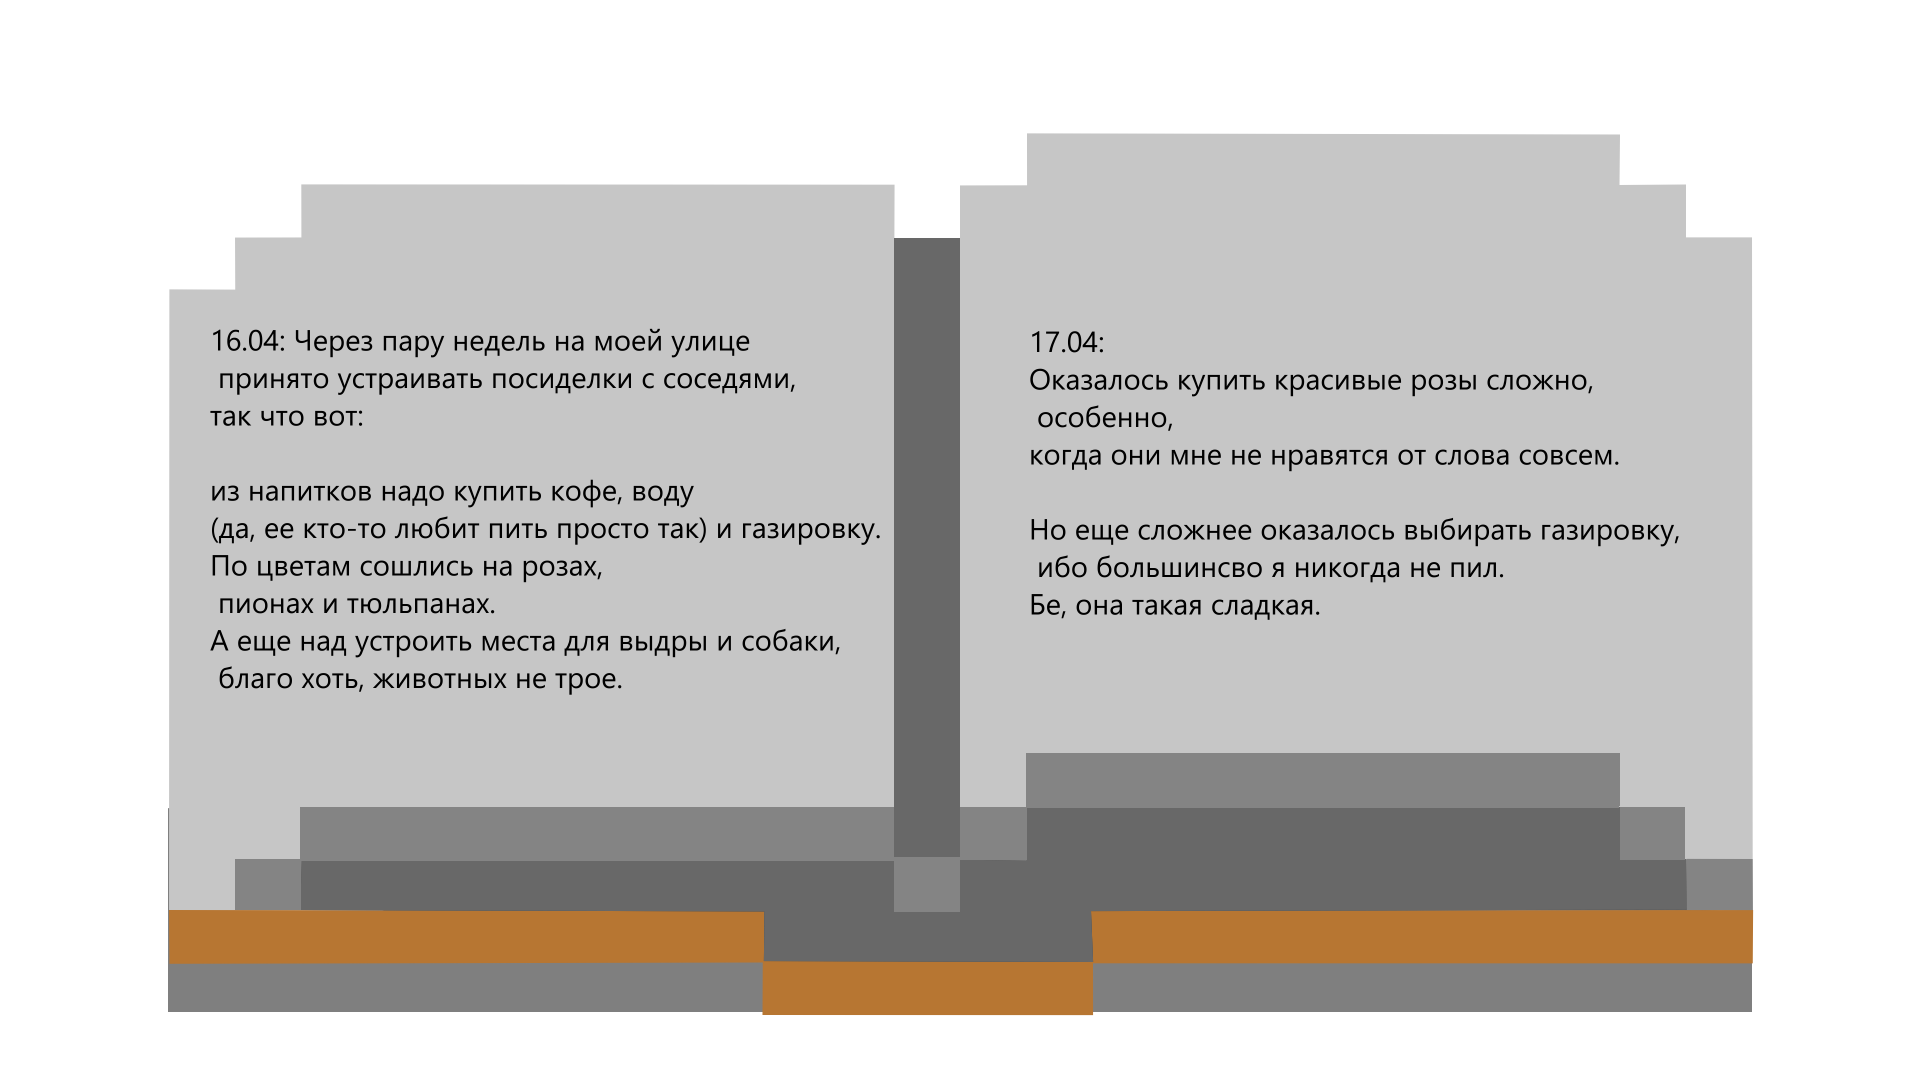 16.04: Через пару недель на моей улице
принято устраивать посиделки с соседями,
так что вот:
из напитков надо купить кофе, воду
(да, ее кто-то любит пить просто так) и газировку.
По цветам сошлись на розах,
пионах и тюльпанах.
А еще над устроить места для выдры и собаки,
благо хоть, животных не трое.
17.04:
Оказалось купить красивые розы сложно,
особенно,
когда они мне не нравятся от слова совсем.
Но еще сложнее оказалось выбирать газировку,
ибо большинсво я никогда не пил.
Бе, она такая сладкая.